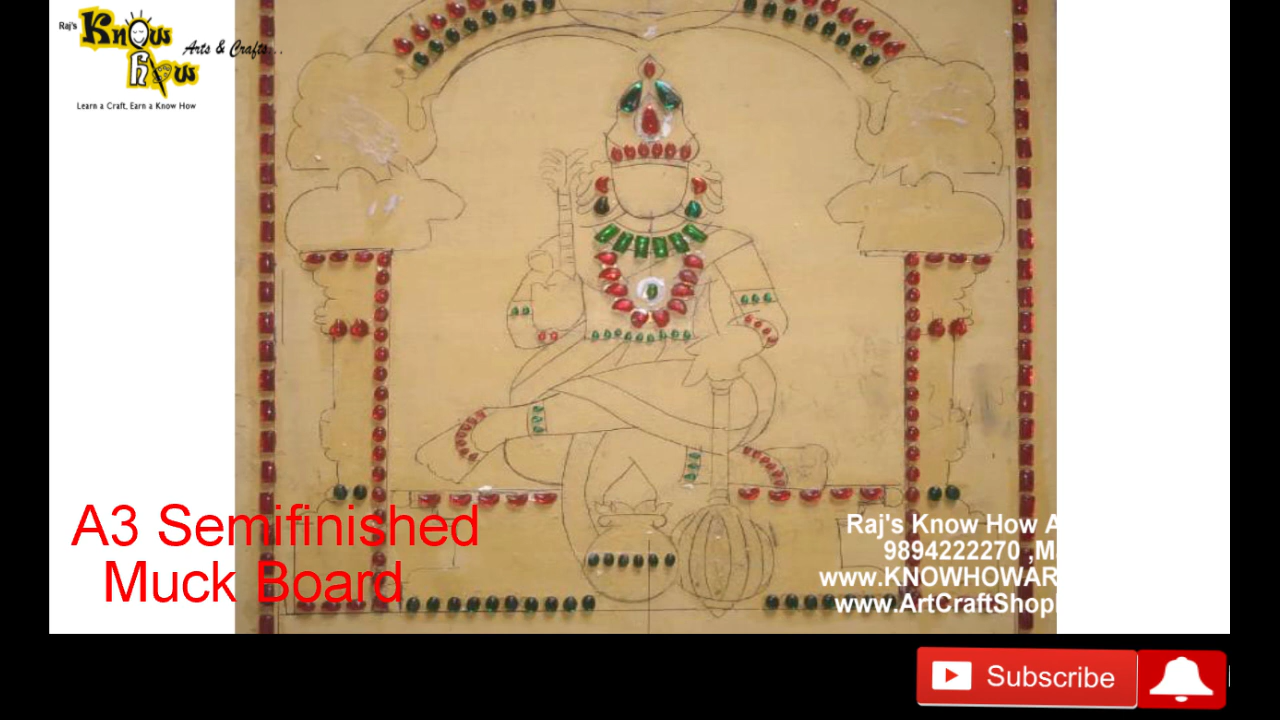 Raj's Know How
Arts & Crafts...
Learn a Craft, Earn a Know How
A3 Semifinished
Muck Board
Raj's Know How A
9894222270 ,M
www.KNOWHOWAR
www.ArtCraftShop
Subscribe